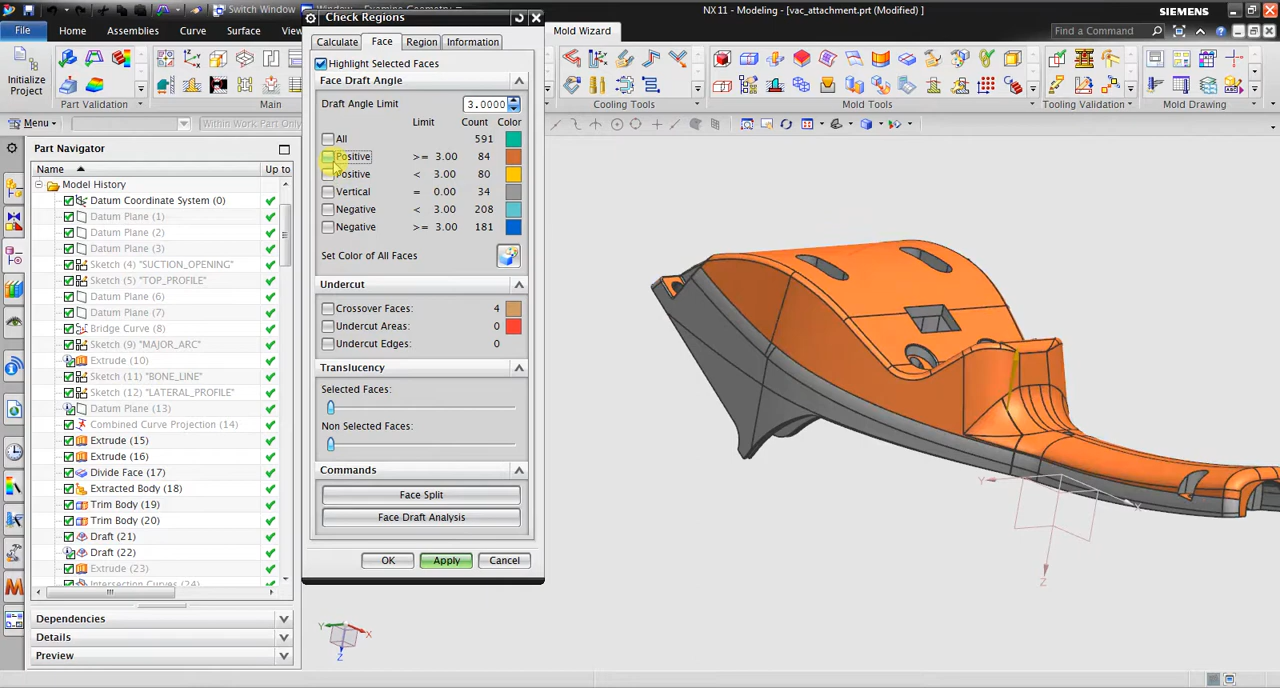 Switch Window
NX 11 - Modeling - [vac_attachment.prt (Modified) ]
SIEMENS
File
Home
Assemblies
Curve
Surface
Mold Wizard
Find a Command
Initialize
Project
Part Validation
Main
Cooling Tools
Mold Tools
Tooling Validation
Mold Drawing
Menu
Within Work Part Only
Part Navigator
Name
Up to
Model History
Datum Coordinate System (0)
Datum Plane (1)
Datum Plane (2)
Datum Plane (3)
Sketch (4) "SUCTION_OPENING"
Sketch (5) "TOP_PROFILE"
Datum Plane (6)
Datum Plane (7)
Bridge Curve (8)
Sketch (9) "MAJOR_ARC"
Extrude (10)
Sketch (11) "BONE_LINE"
Sketch (12) "LATERAL_PROFILE"
Datum Plane (13)
Combined Curve Projection (14)
Extrude (15)
Extrude (16)
Divide Face (17)
Extracted Body (18)
Trim Body (19)
Trim Body (20)
Draft (21)
Draft (22)
Extrude (23)
Intersection Curves (24)
Dependencies
Details
Preview
Check Regions
Calculate
Face
Region
Information
Highlight Selected Faces
Face Draft Angle
Draft Angle Limit
3.0000
Limit Count Color
All 591
Positive >= 3.00 84
Positive < 3.00 80
Vertical = 0.00 34
Negative < 3.00 208
Negative >= 3.00 181
Set Color of All Faces
Undercut
Crossover Faces: 4
Undercut Areas: 0
Undercut Edges: 0
Translucency
Selected Faces:
Non Selected Faces:
Commands
Face Split
Face Draft Analysis
OK
Apply
Cancel
Y
X
Z
Y
X
Z